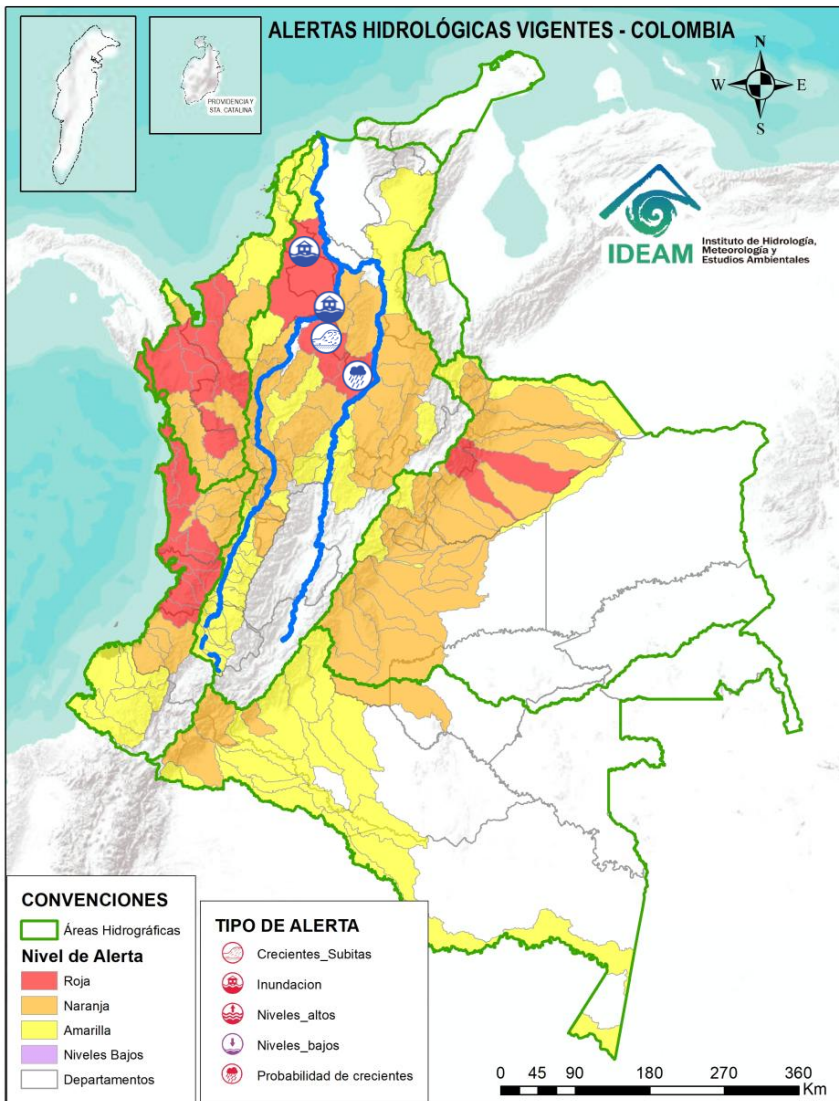 ALERTAS HIDROLÓGICAS VIGENTES - COLOMBIA
PROVIDENCIA Y
STA. CATALINA
N
W E
S
IDEAM
Instituto de Hidrología,
Meteorología y
Estudios Ambientales
CONVENCIONES
Áreas Hidrográficas
Nivel de Alerta
Roja
Naranja
Amarilla
Niveles Bajos
Departamentos
TIPO DE ALERTA
Crecientes_Subitas
Inundacion
Niveles_altos
Niveles_bajos
Probabilidad de crecientes
0 45 90 180 270 360
Km